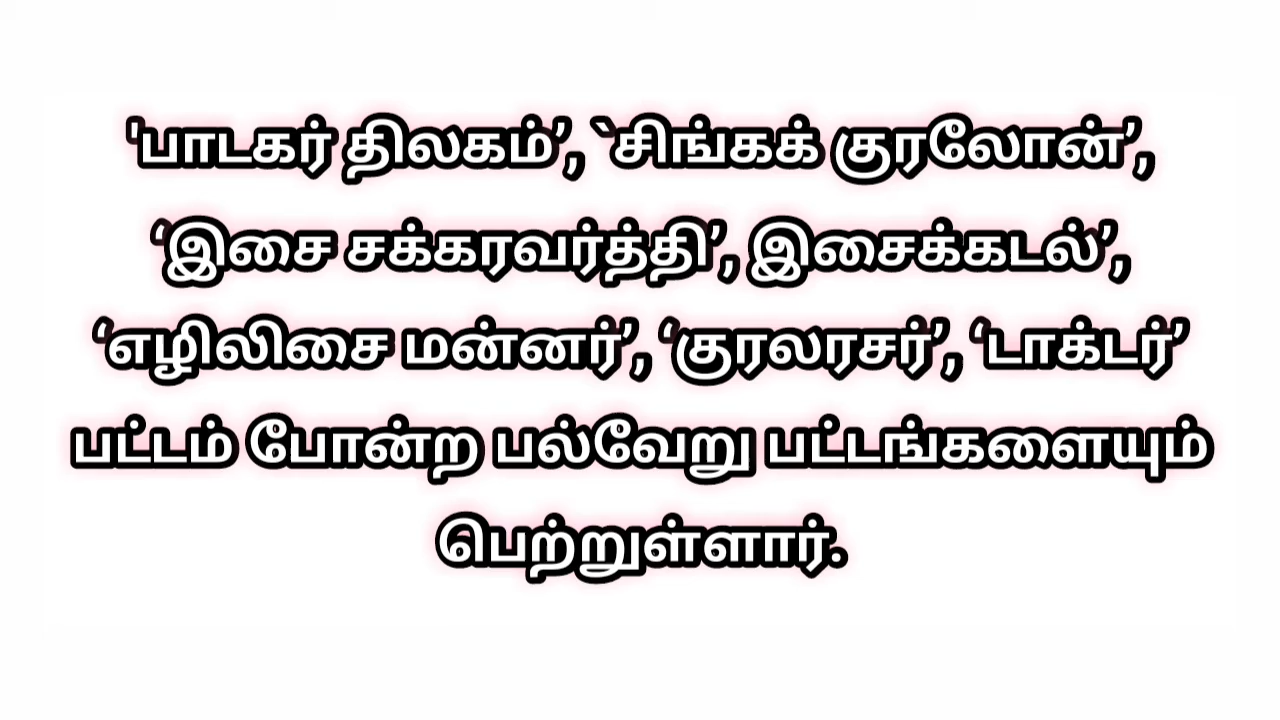 'பாடகர் திலகம்’, `சிங்கக் குரலோன்’,
‘இசை சக்கரவர்த்தி’, இசைக்கடல்’,
‘எழிலிசை மன்னர்’, ‘குரலரசர்’, ‘டாக்டர்’
பட்டம் போன்ற பல்வேறு பட்டங்களையும்
பெற்றுள்ளார்.